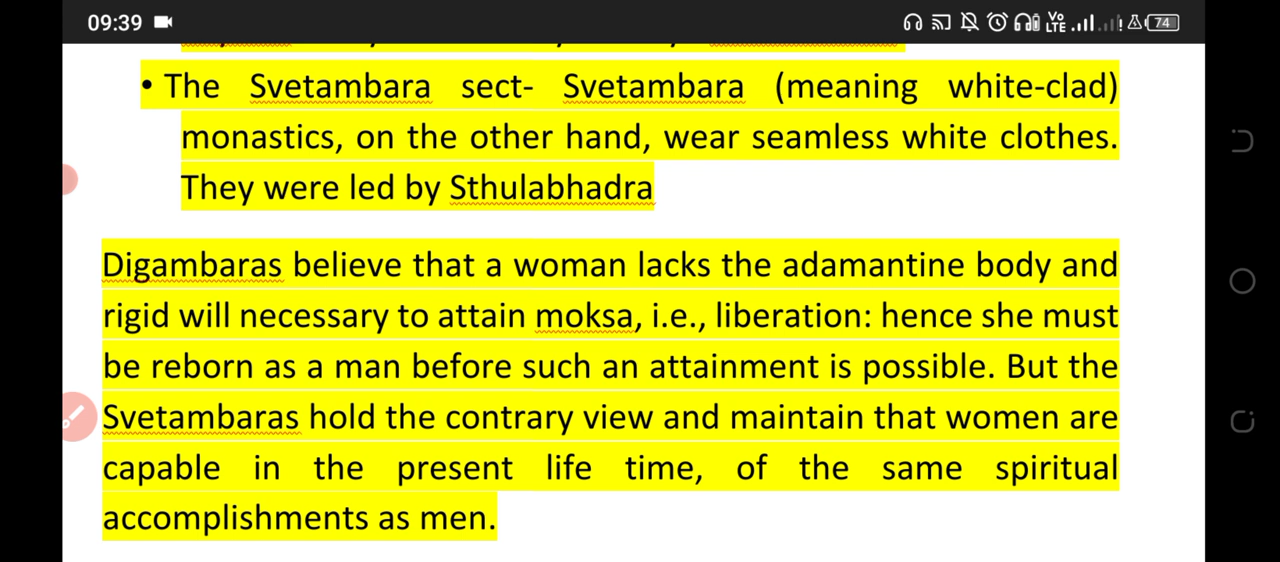 09:39
Vo
LTE
74
• The Svetambara sect- Svetambara (meaning white-clad)
monastics, on the other hand, wear seamless white clothes.
They were led by Sthulabhadra
Digambaras believe that a woman lacks the adamantine body and
rigid will necessary to attain moksa, i.e., liberation: hence she must
be reborn as a man before such an attainment is possible. But the
Svetambaras hold the contrary view and maintain that women are
capable in the present life time, of the same spiritual
accomplishments as men.